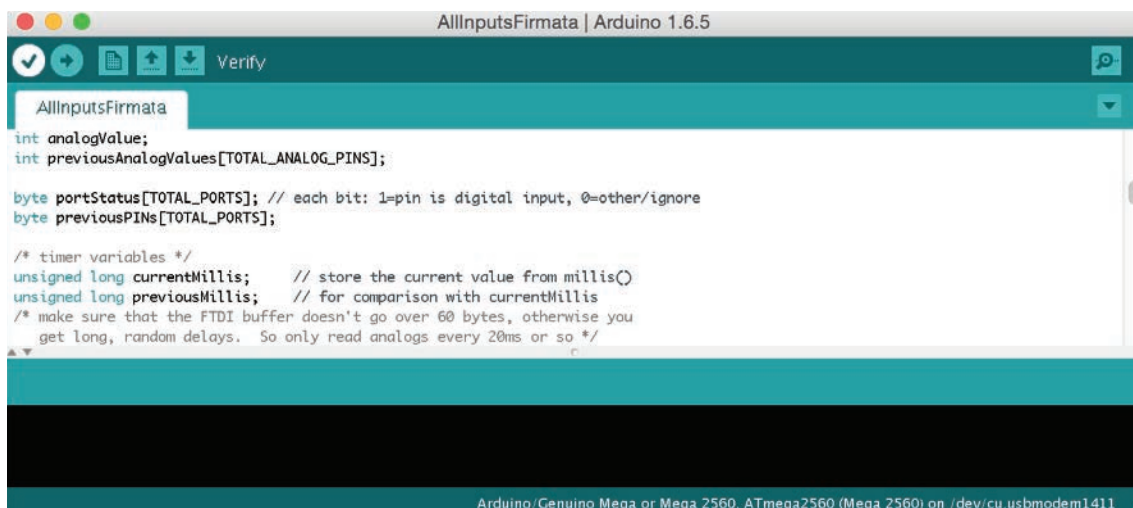 AllInputsFirmata | Arduino 1.6.5
Verify
AllInputsFirmata
int analogValue;
int previousAnalogValues[TOTAL_ANALOG_PINS];
byte portStatus[TOTAL_PORTS]; // each bit: 1=pin is digital input, 0=other/ignore
byte previousPINs[TOTAL_PORTS];
/* timer variables */
unsigned long currentMillis;     // store the current value from millis()
unsigned long previousMillis;    // for comparison with currentMillis
/* make sure that the FTDI buffer doesn't go over 60 bytes, otherwise you
   get long, random delays.  So only read analogs every 20ms or so */
Arduino/Genuino Mega or Mega 2560, ATmega2560 (Mega 2560) on /dev/cu.usbmodem1411